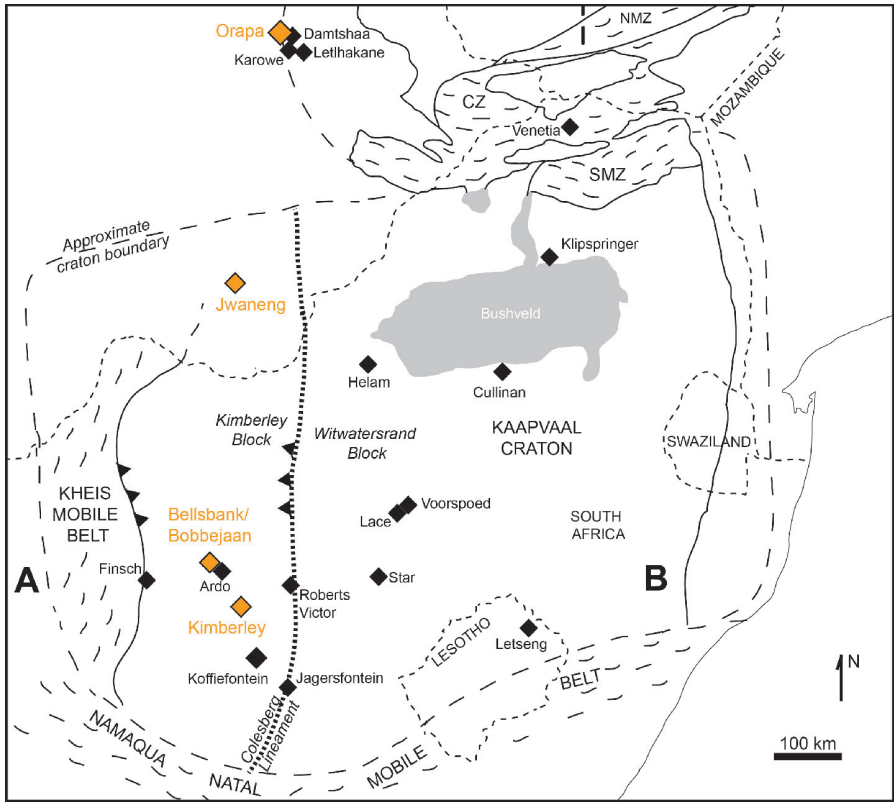 NMZ
Orapa
Damtshaa
Karowe
Letlhakane
MOZAMBIQUE
CZ
Venetia
SMZ
Approximate
craton boundary
Klipspringer
Jwaneng
Bushveld
Helam
Cullinan
Kimberley
Block
Witwatersrand
Block
KAAPVAAL
CRATON
SWAZILAND
KHEIS
MOBILE
BELT
Bellsbank/
Bobbejaan
Voorspoed
Lace
SOUTH
AFRICA
A
Finsch
Ardo
Star
B
Roberts
Victor
Kimberley
LESOTHO
Letseng
Koffiefontein
Jagersfontein
N
BELT
Colesberg
Lineament
NAMAQUA
NATAL
MOBILE
100 km